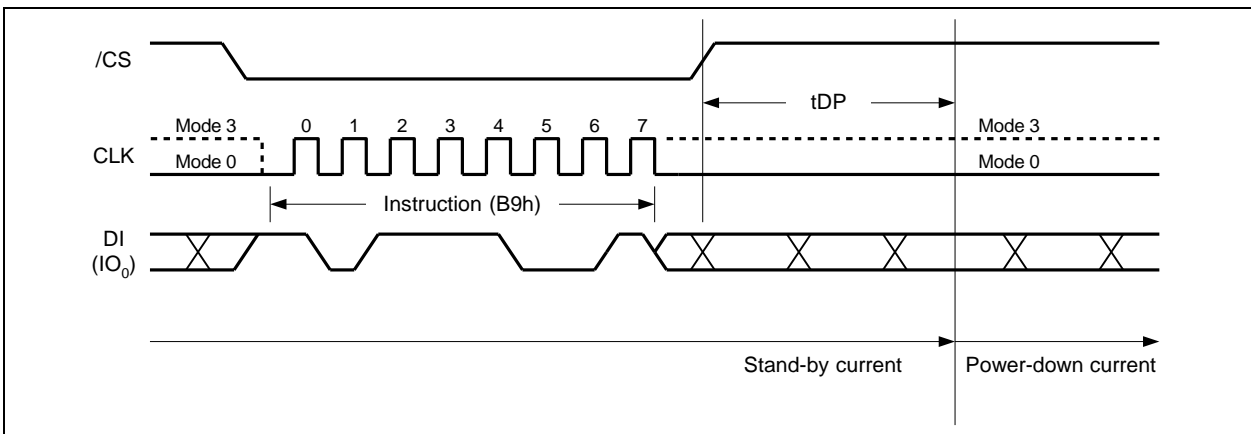 /CS
tDP
Mode 3
0 1 2 3 4 5 6 7
Mode 3
CLK
Mode 0
Mode 0
Instruction (B9h)
DI
(IO₀)
Stand-by current
Power-down current